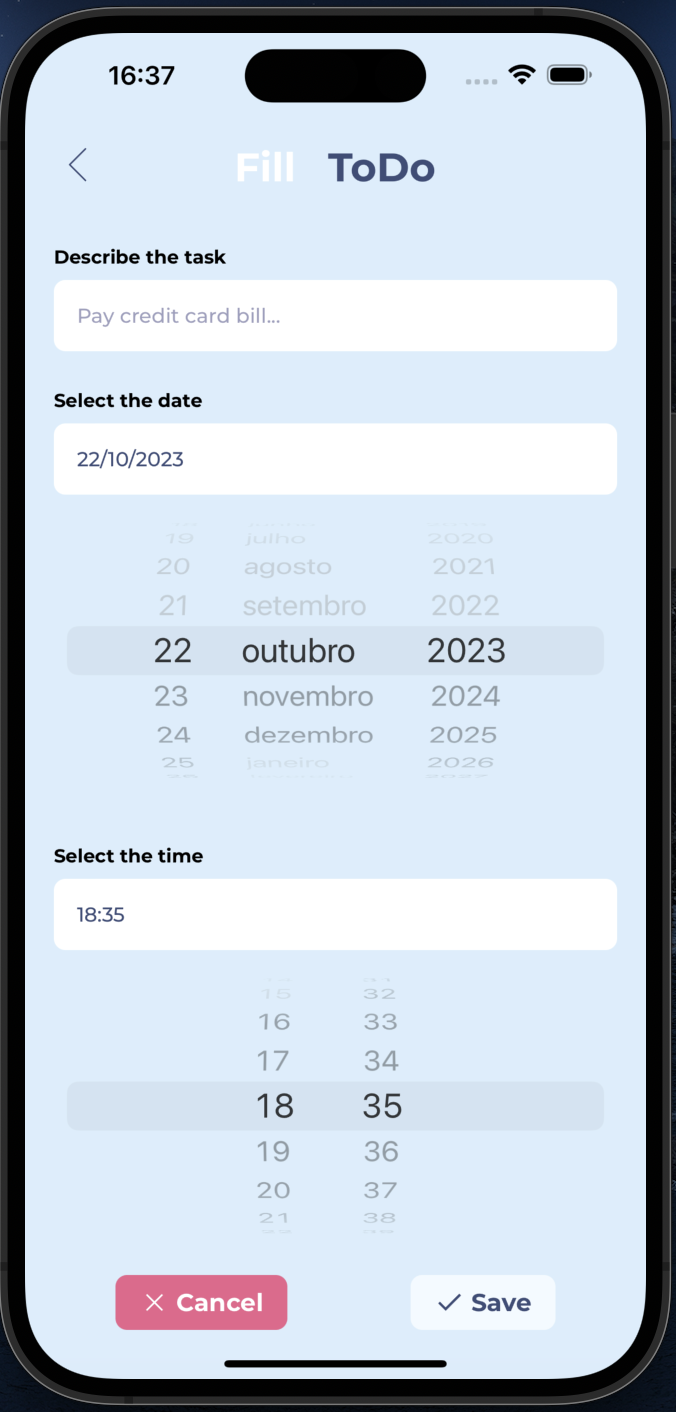 16:37
Fill ToDo
Describe the task
Pay credit card bill...
Select the date
22/10/2023
19 julho 2020
20 agosto 2021
21 setembro 2022
22 outubro 2023
23 novembro 2024
24 dezembro 2025
25 janeiro 2026
Select the time
18:35
15 32
16 33
17 34
18 35
19 36
20 37
21 38
Cancel Save